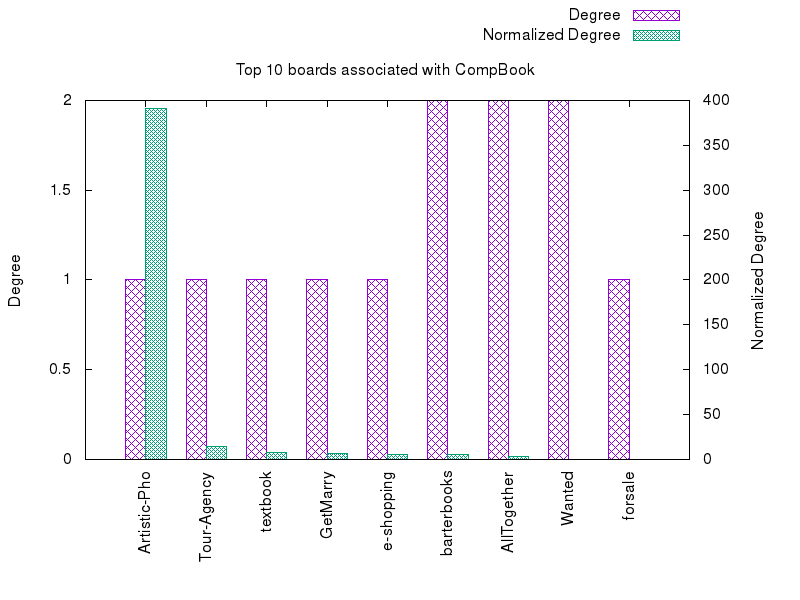 Degree
Normalized Degree
Top 10 boards associated with CompBook
2
1.5
1
0.5
0
400
350
300
250
200
150
100
50
0
Degree
Normalized Degree
Artistic-Pho
Tour-Agency
textbook
GetMarry
e-shopping
barterbooks
AllTogether
Wanted
forsale